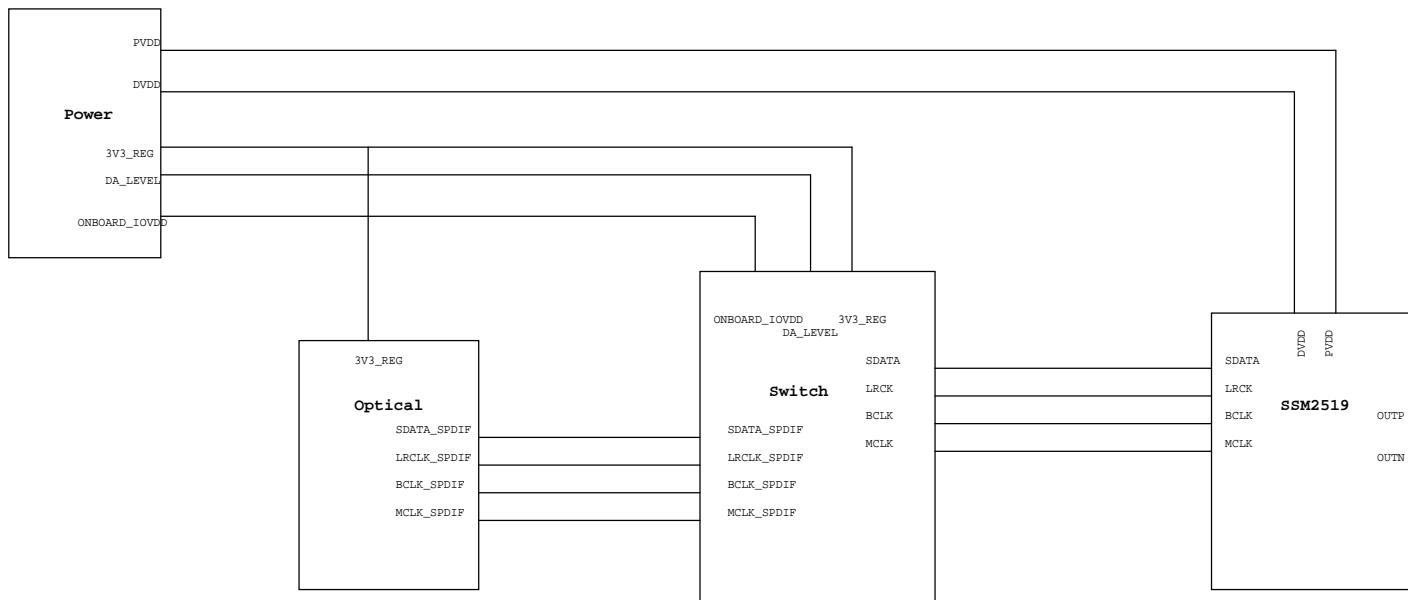 PVDD
DVDD
Power
3V3_REG
DA_LEVEL
ONBOARD_IOVDD
ONBOARD_IOVDD 3V3_REG
DA_LEVEL
3V3_REG
Optical
SDATA_SPDIF
LRCLK_SPDIF
BCLK_SPDIF
MCLK_SPDIF
SDATA
LRCK
Switch
BCLK
MCLK
SDATA_SPDIF
LRCLK_SPDIF
BCLK_SPDIF
MCLK_SPDIF
DVDD
PVDD
SDATA
LRCK
SSM2519
BCLK
MCLK
OUTP
OUTN